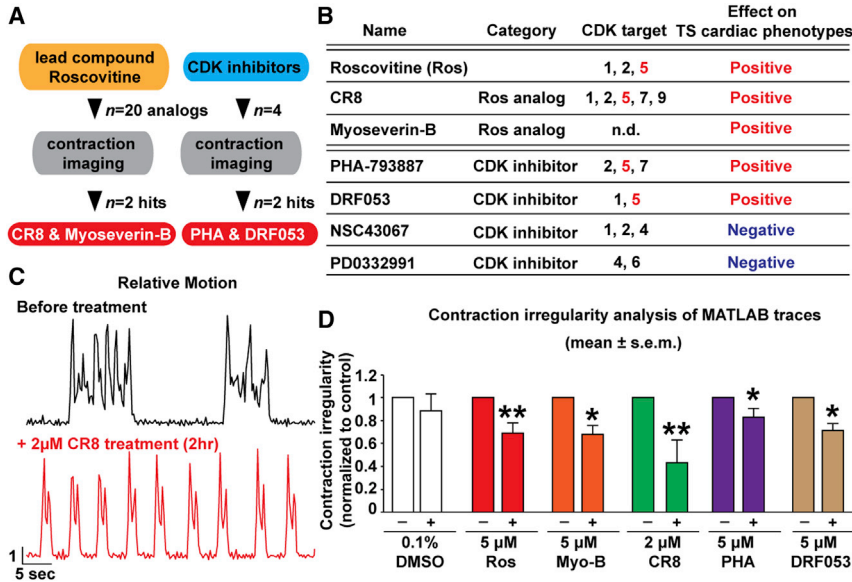 A
lead compound
Roscovitine
CDK inhibitors
n=20 analogs
n=4
contraction
imaging
contraction
imaging
n=2 hits
n=2 hits
CR8 & Myoseverin-B
PHA & DRF053
B
Name
Category
CDK target
Effect on
TS cardiac phenotypes
Roscovitine (Ros)
1, 2, 5
Positive
CR8
Ros analog
1, 2, 5, 7, 9
Positive
Myoseverin-B
Ros analog
n.d.
Positive
PHA-793887
CDK inhibitor
2, 5, 7
Positive
DRF053
CDK inhibitor
1, 5
Positive
NSC43067
CDK inhibitor
1, 2, 4
Negative
PD0332991
CDK inhibitor
4, 6
Negative
C
Relative Motion
Before treatment
+ 2µM CR8 treatment (2hr)
1
5 sec
D
Contraction irregularity analysis of MATLAB traces
(mean ± s.e.m.)
Contraction irregularity
(normalized to control)
1.2
1
0.8
0.6
0.4
0.2
0
** * ** * *
– + – + – + – + – + – +
0.1%
DMSO
5 µM
Ros
5 µM
Myo-B
2 µM
CR8
5 µM
PHA
5 µM
DRF053